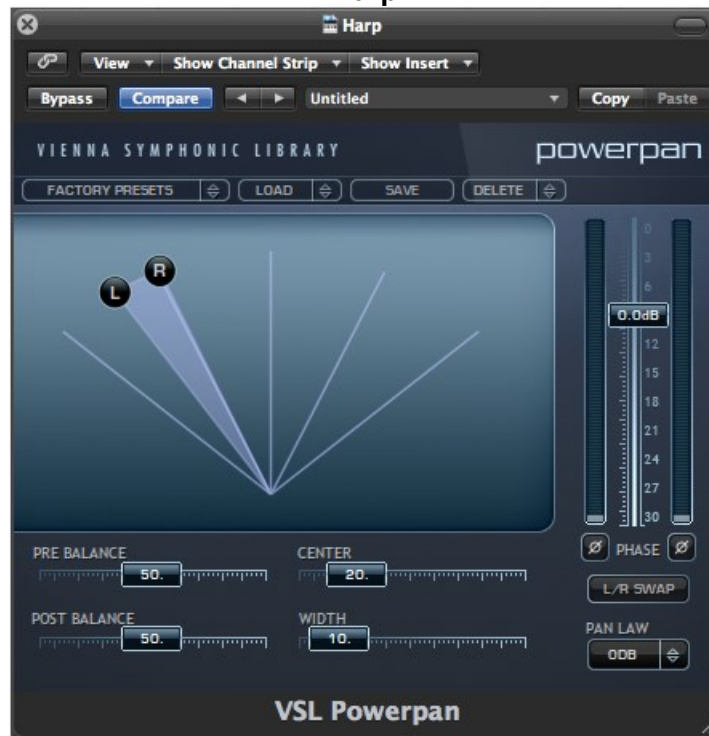 Harp
View Show Channel Strip Show Insert
Bypass Compare Untitled Copy Paste
VIENNA SYMPHONIC LIBRARY powerpan
FACTORY PRESETS LOAD SAVE DELETE
L R
0
3
6
0.0dB
12
15
18
21
24
27
30
PRE BALANCE CENTER Ø PHASE Ø
50. 20.
L/R SWAP
POST BALANCE WIDTH
50. 10.
PAN LAW
0DB
VSL Powerpan